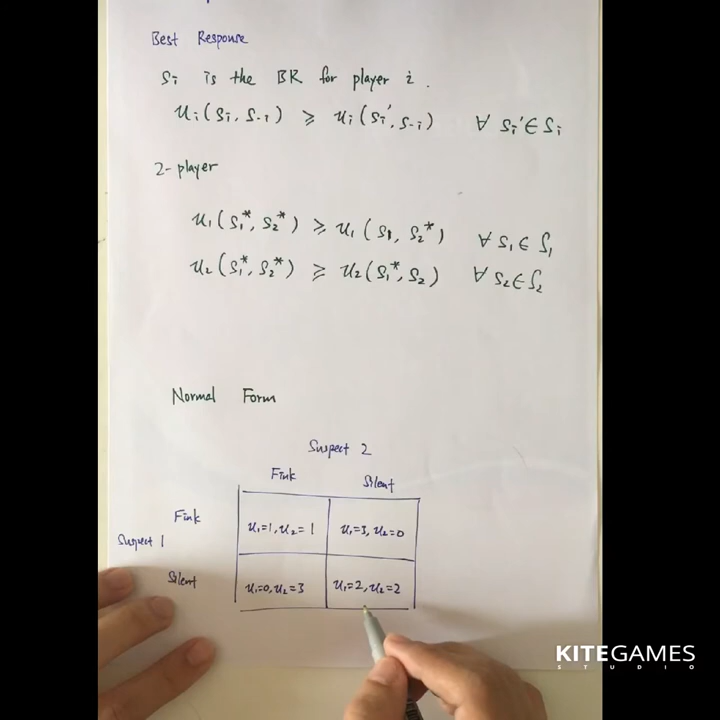 Best Response
Si is the BR for player i.
Ui(Si, S-i) ≥ Ui(Si', S-i) ∀ Si' ∈ Si
2-player
U1(S1*, S2*) ≥ U1(S1, S2*) ∀ S1 ∈ S1
U2(S1*, S2*) ≥ U2(S1*, S2) ∀ S2 ∈ S2
Normal Form
Suspect 2
Fink Silent
Fink U1=1, U2=1 U1=3, U2=0
Suspect 1
Silent U1=0, U2=3 U1=2, U2=2
KITEGAMES
STUDIO